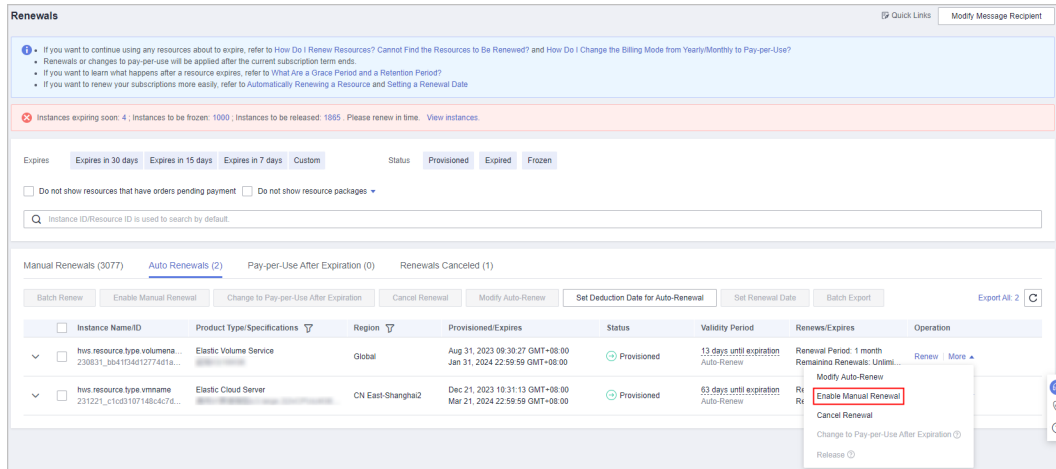 Renewals
Quick Links
Modify Message Recipient
• If you want to continue using any resources about to expire, refer to How Do I Renew Resources? Cannot Find the Resources to Be Renewed? and How Do I Change the Billing Mode from Yearly/Monthly to Pay-per-Use?
• Renewals or changes to pay-per-use will be applied after the current subscription term ends.
• If you want to learn what happens after a resource expires, refer to What Are a Grace Period and a Retention Period?
• If you want to renew your subscriptions more easily, refer to Automatically Renewing a Resource and Setting a Renewal Date
Instances expiring soon: 4 ; Instances to be frozen: 1000 ; Instances to be released: 1865 . Please renew in time. View instances.
Expires Expires in 30 days Expires in 15 days Expires in 7 days Custom Status Provisioned Expired Frozen
Do not show resources that have orders pending payment Do not show resource packages
Instance ID/Resource ID is used to search by default.
Manual Renewals (3077) Auto Renewals (2) Pay-per-Use After Expiration (0) Renewals Canceled (1)
Batch Renew Enable Manual Renewal Change to Pay-per-Use After Expiration Cancel Renewal Modify Auto-Renew Set Deduction Date for Auto-Renewal Set Renewal Date Batch Export Export All: 2
Instance Name/ID Product Type/Specifications Region Provisioned/Expires Status Validity Period Renews/Expires Operation
hws.resource.type.volumena... Elastic Volume Service Aug 31, 2023 09:30:27 GMT+08:00 13 days until expiration Renewal Period: 1 month
Global Provisioned Renew More
230831_bb41f34d12774d1a... Jan 31, 2024 22:59:59 GMT+08:00 Auto-Renew Remaining Renewals: Unlimi...
hws.resource.type.vmname Elastic Cloud Server Dec 21, 2023 10:31:13 GMT+08:00 63 days until expiration Re
CN East-Shanghai2 Provisioned
231221_c1cd3107148c4c7d... Mar 21, 2024 22:59:59 GMT+08:00 Auto-Renew Re
Modify Auto-Renew
Enable Manual Renewal
Cancel Renewal
Change to Pay-per-Use After Expiration
Release